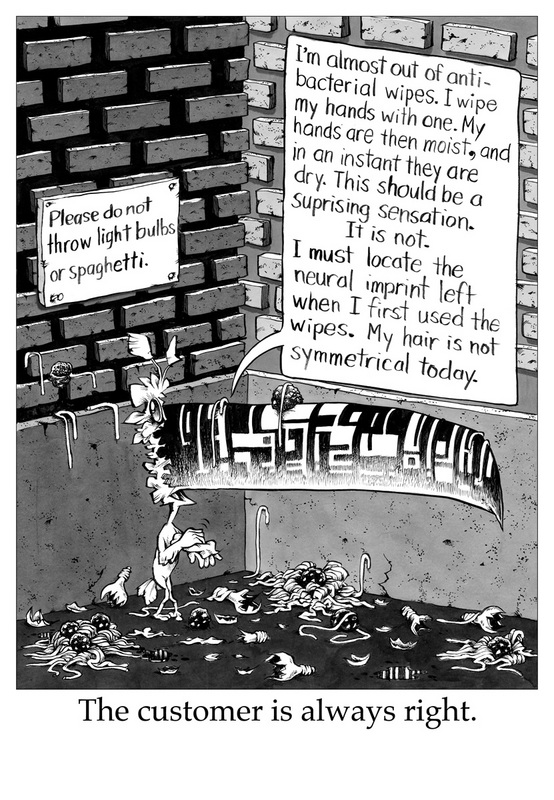 Please do not
throw light bulbs
or spaghetti.
I'm almost out of anti-
bacterial wipes. I wipe
my hands with one. My
hands are then moist, and
in an instant they are
dry. This should be a
suprising sensation.
It is not.
I must locate the
neural imprint left
when I first used the
wipes. My hair is not
symmetrical today.
The customer is always right.